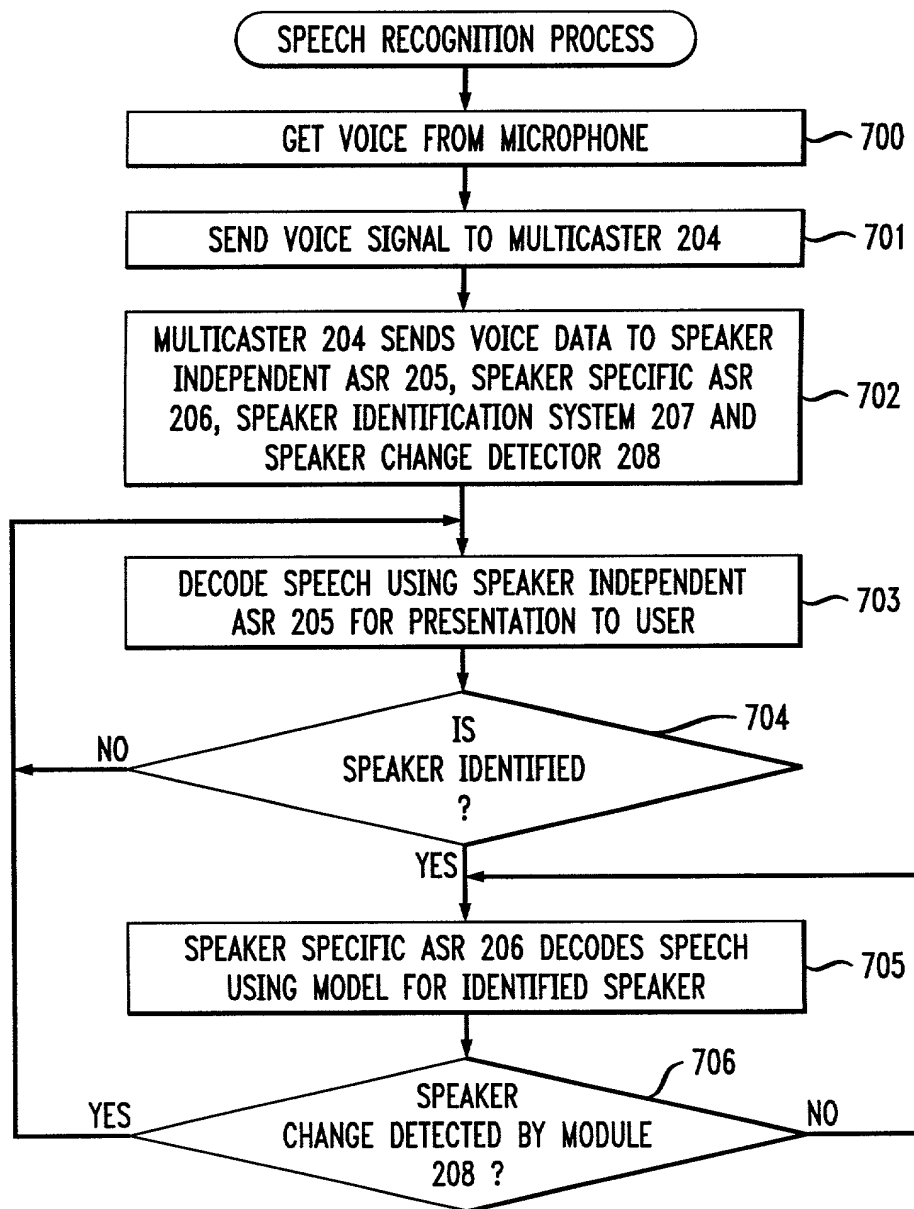 SPEECH RECOGNITION PROCESS
GET VOICE FROM MICROPHONE
700
SEND VOICE SIGNAL TO MULTICASTER 204
701
MULTICASTER 204 SENDS VOICE DATA TO SPEAKER
INDEPENDENT ASR 205, SPEAKER SPECIFIC ASR
206, SPEAKER IDENTIFICATION SYSTEM 207 AND
SPEAKER CHANGE DETECTOR 208
702
DECODE SPEECH USING SPEAKER INDEPENDENT
ASR 205 FOR PRESENTATION TO USER
703
704
IS
SPEAKER IDENTIFIED
?
NO
YES
SPEAKER SPECIFIC ASR 206 DECODES SPEECH
USING MODEL FOR IDENTIFIED SPEAKER
705
706
SPEAKER
CHANGE DETECTED BY MODULE
208 ?
YES
NO